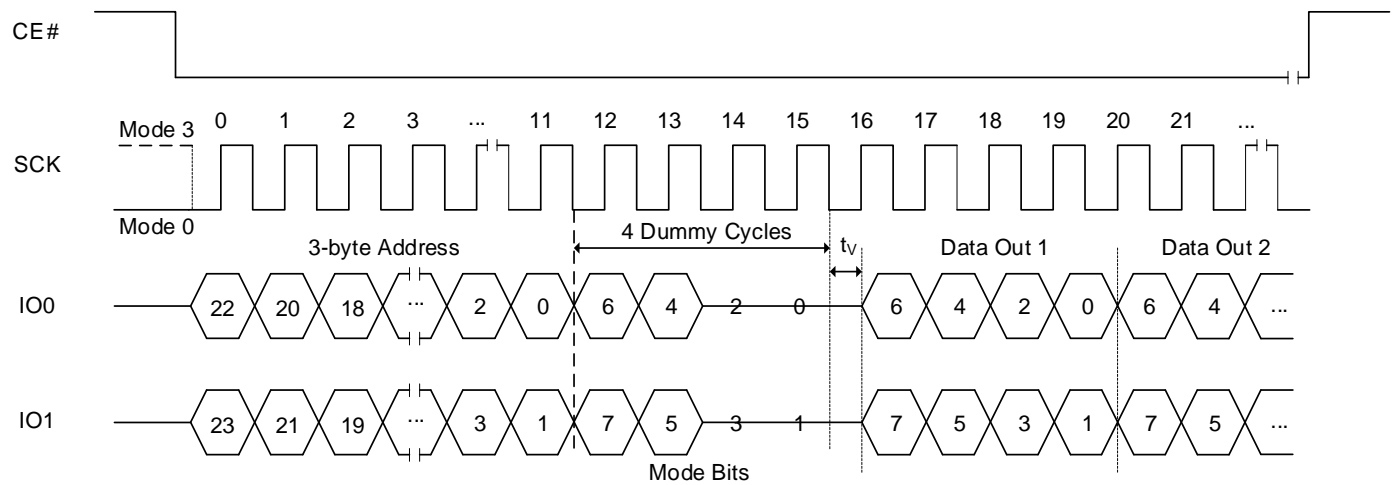 CE#
0 1 2 3 ... 11 12 13 14 15 16 17 18 19 20 21 ...
Mode 3
SCK
Mode 0
3-byte Address 4 Dummy Cycles tV Data Out 1 Data Out 2
IO0 22 20 18 ... 2 0 6 4 2 0 6 4 2 0 6 4 ...
IO1 23 21 19 ... 3 1 7 5 3 1 7 5 3 1 7 5 ...
Mode Bits